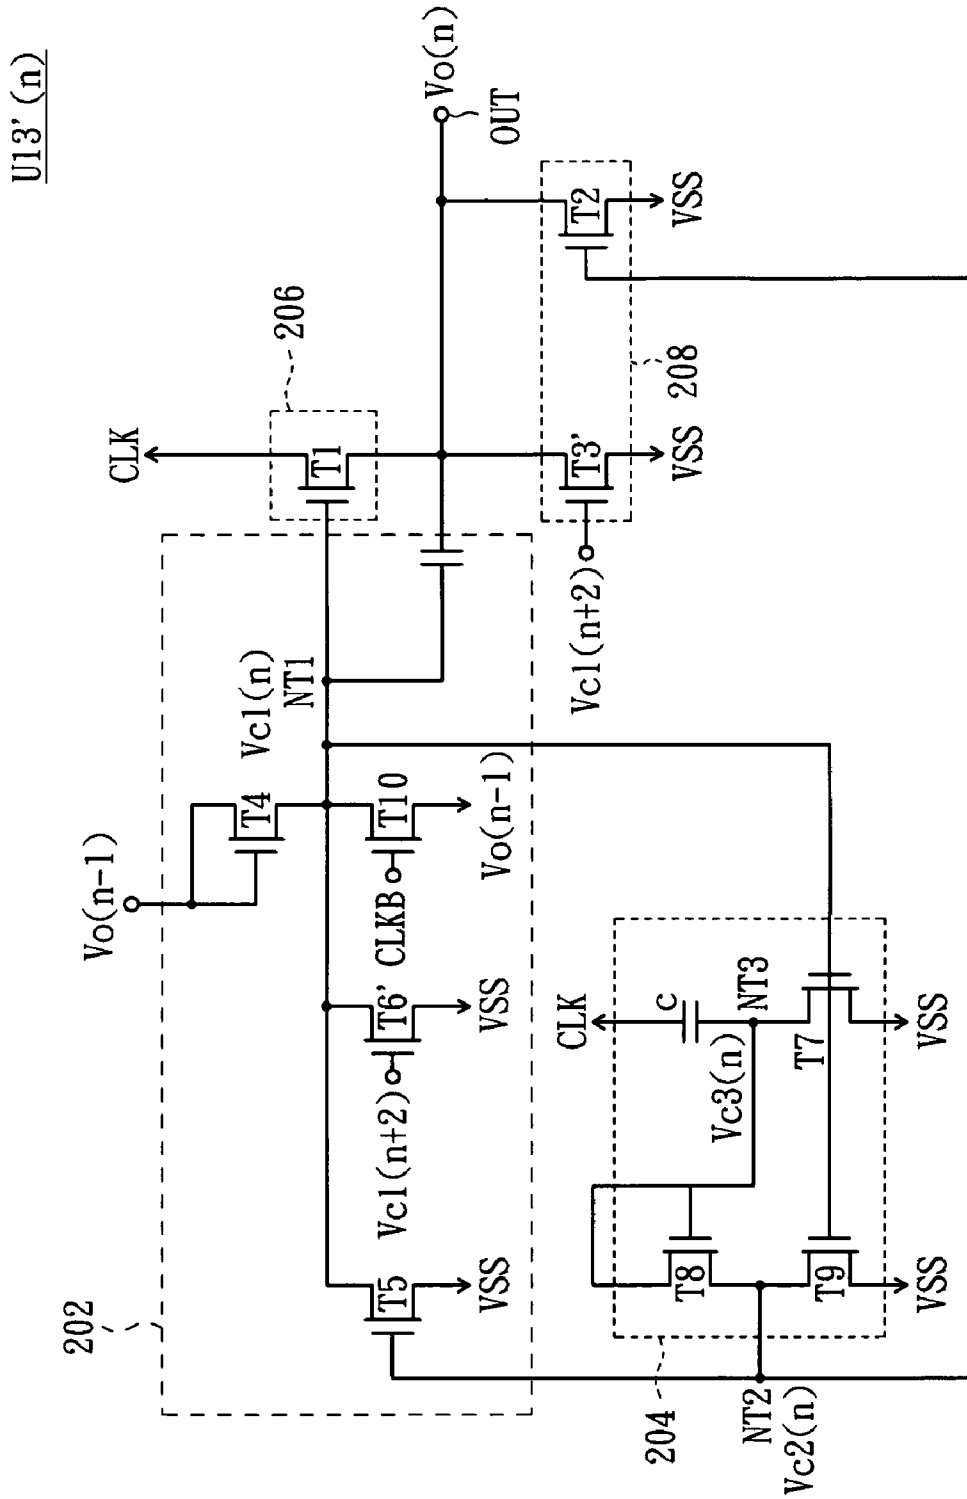 U13' (n)
Vo(n-1)
CLK
206
202
T4
T1
Vc1(n)
NT1
Vo(n)
OUT
T5
VSS
Vc1(n+2)
T6'
VSS
CLKB
T10
Vo(n-1)
Vc1(n+2)
T3'
VSS
T2
VSS
208
CLK
c
NT3
Vc3(n)
T8
T7
T9
VSS
VSS
204
NT2
Vc2(n)